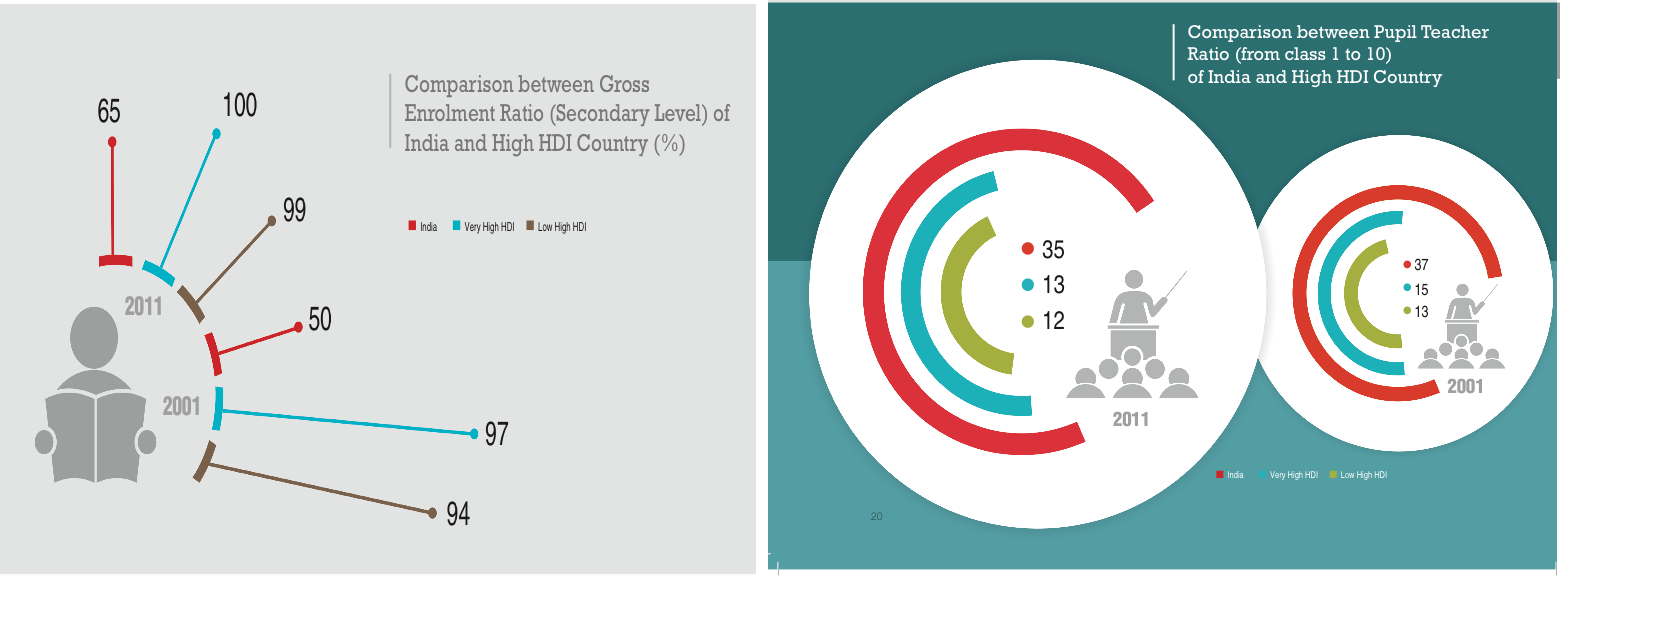 Comparison between Gross
Enrolment Ratio (Secondary Level) of
India and High HDI Country (%)
India Very High HDI Low High HDI
65
100
99
2011
50
2001
97
94
Comparison between Pupil Teacher
Ratio (from class 1 to 10)
of India and High HDI Country
35
13
12
2011
37
15
13
2001
India Very High HDI Low High HDI
20